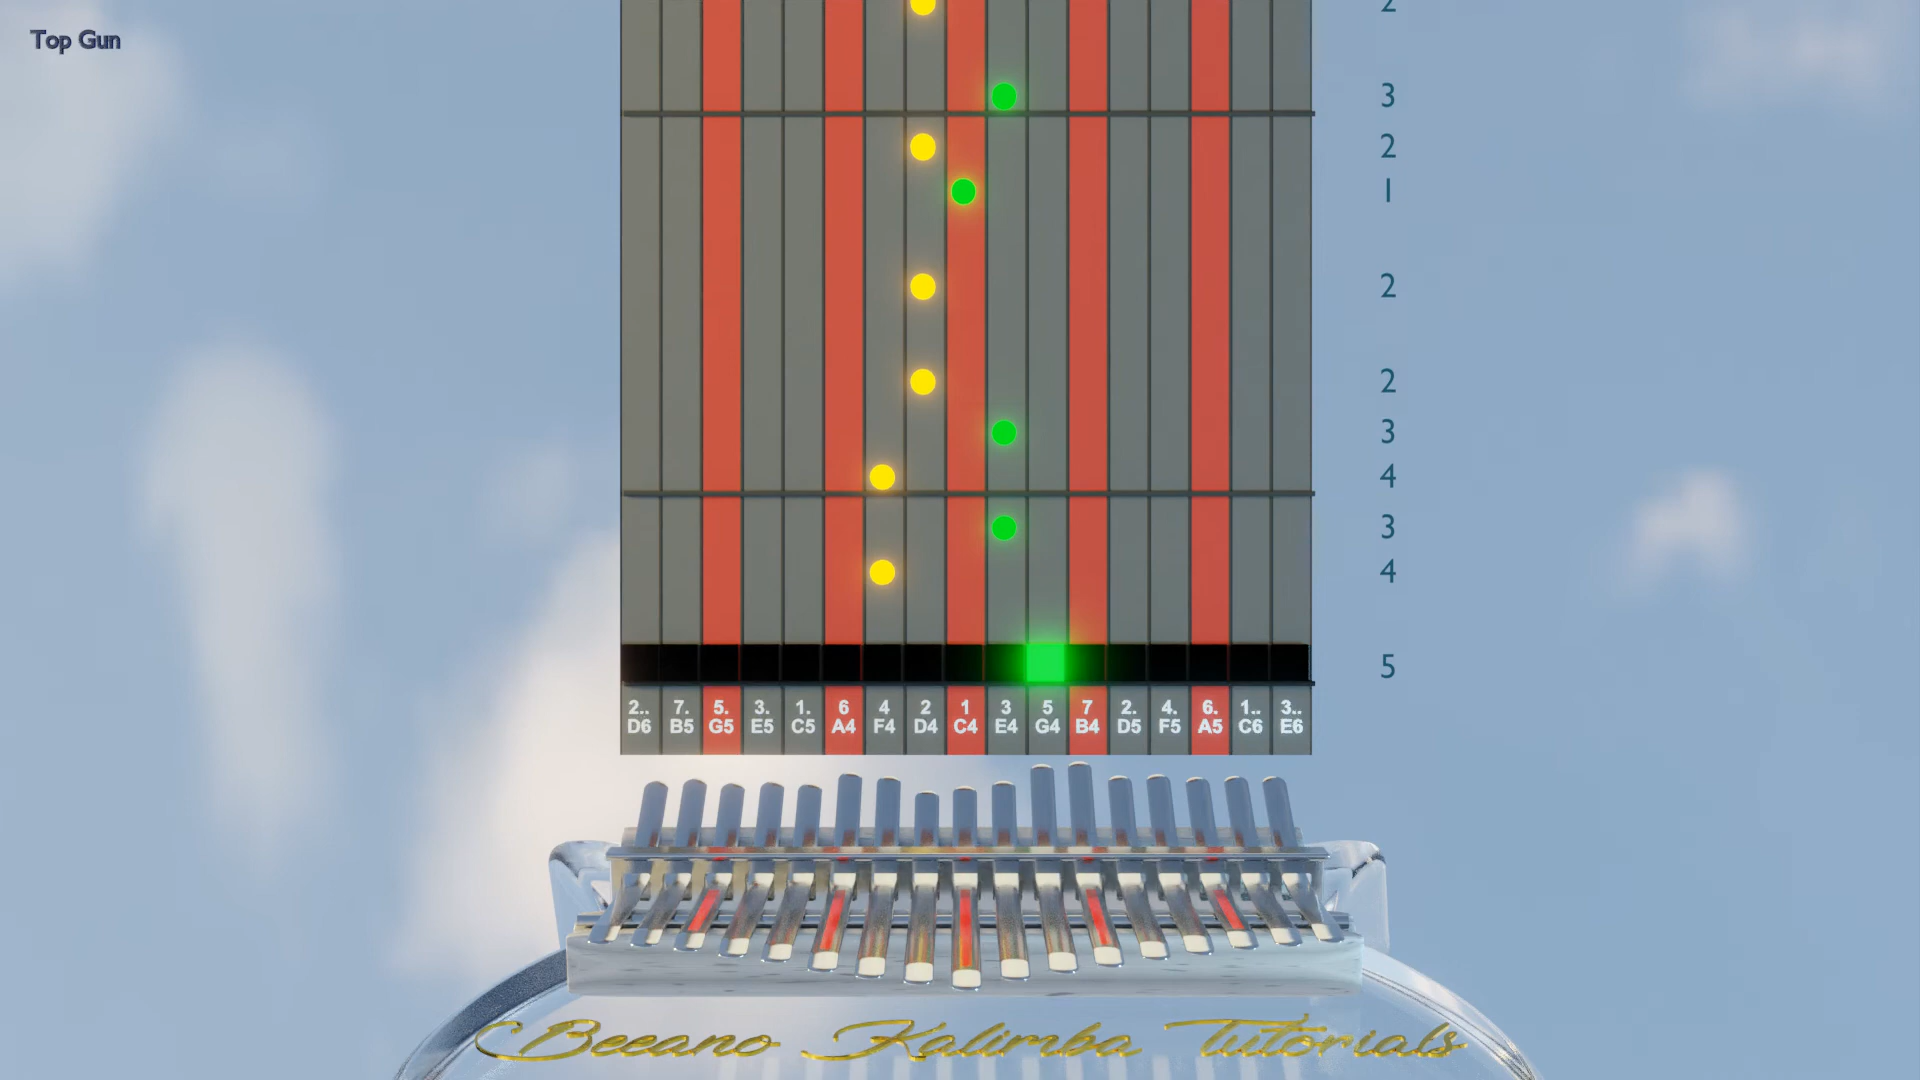 Top Gun
2
3
2
1
2
2
3
4
3
4
5
2.. 7. 5. 3. 1. 6 4 2 1 3 5 7 2. 4. 6. 1.. 3..
D6 B5 G5 E5 C5 A4 F4 D4 C4 E4 G4 B4 D5 F5 A5 C6 E6
Beeano Kalimba Tutorials